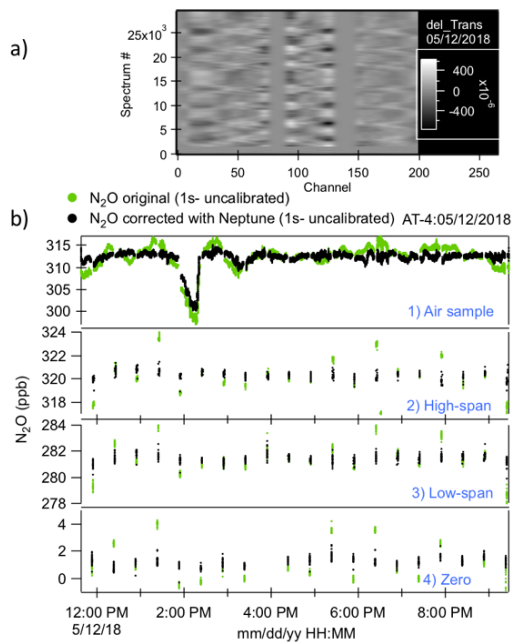 a)
del_Trans
05/12/2018
400
0
-400
x10⁻⁶
Spectrum #
25x10³
20
15
10
5
0
0 50 100 150 200 250
Channel
N₂O original (1s- uncalibrated)
b)
N₂O corrected with Neptune (1s- uncalibrated) AT-4:05/12/2018
N₂O (ppb)
315
310
305
300
1) Air sample
324
322
320
318
2) High-span
284
282
280
278
3) Low-span
4
2
0
4) Zero
12:00 PM 2:00 PM 4:00 PM 6:00 PM 8:00 PM
5/12/18 mm/dd/yy HH:MM